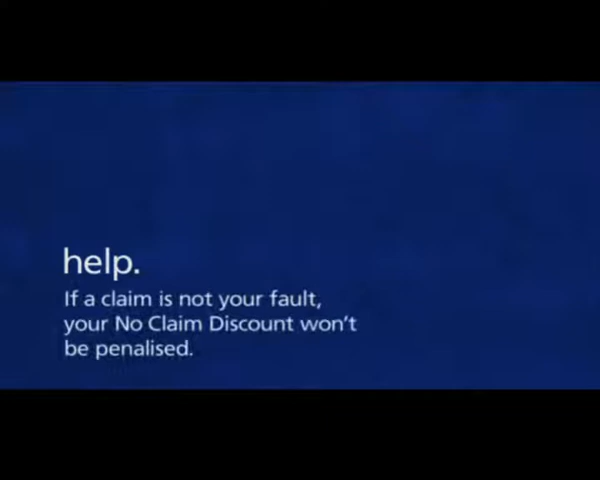 help.
If a claim is not your fault,
your No Claim Discount won't
be penalised.